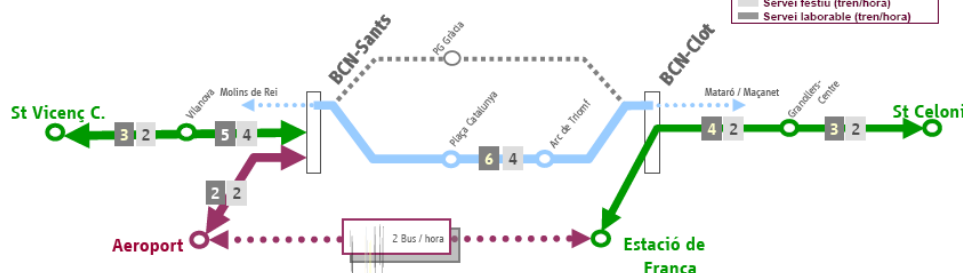 Servei festiu (tren/hora)
Servei laborable (tren/hora)
BCN-Sants
PG Gràcia
BCN-Clot
St Vicenç C.
Vilanova
Molins de Rei
Mataró / Maçanet
Granollers-
Centre
St Celoni
3 2
5 4
Plaça Catalunya
6 4
Arc de Triomf
4 2
3 2
2 2
Aeroport
2 Bus / hora
Estació de
França